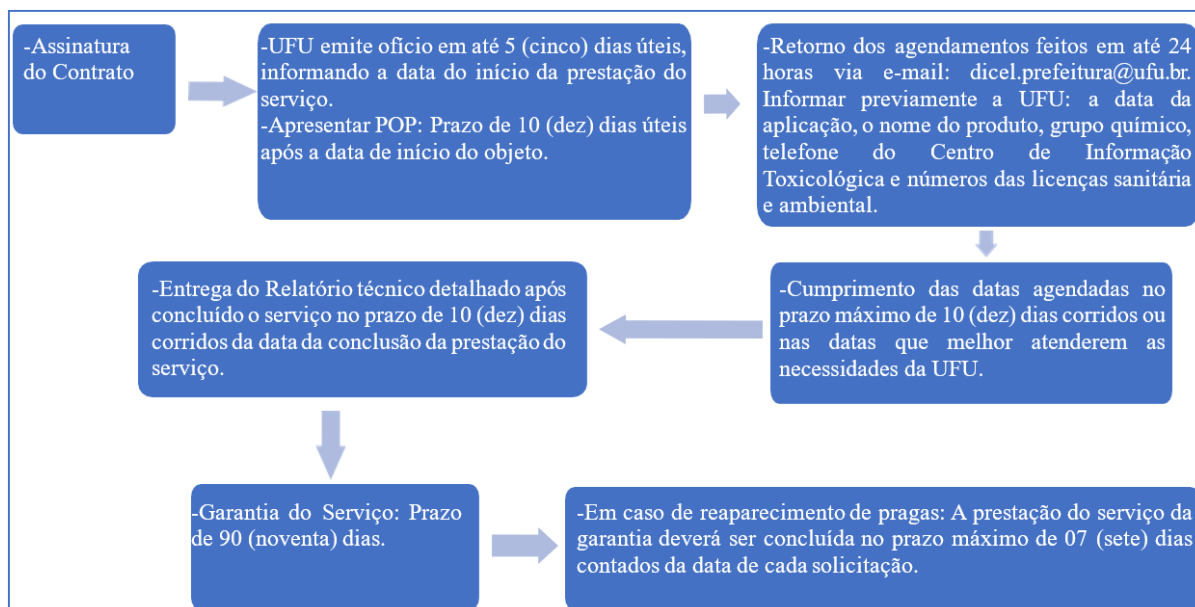 -Assinatura
do Contrato
-UFU emite ofício em até 5 (cinco) dias úteis,
informando a data do início da prestação do
serviço.
-Apresentar POP: Prazo de 10 (dez) dias úteis
após a data de início do objeto.
-Retorno dos agendamentos feitos em até 24
horas via e-mail: dicel.prefeitura@ufu.br.
Informar previamente a UFU: a data da
aplicação, o nome do produto, grupo químico,
telefone do Centro de Informação
Toxicológica e números das licenças sanitária
e ambiental.
-Cumprimento das datas agendadas no
prazo máximo de 10 (dez) dias corridos ou
nas datas que melhor atenderem as
necessidades da UFU.
-Entrega do Relatório técnico detalhado após
concluído o serviço no prazo de 10 (dez) dias
corridos da data da conclusão da prestação do
serviço.
-Garantia do Serviço: Prazo
de 90 (noventa) dias.
-Em caso de reaparecimento de pragas: A prestação do serviço da
garantia deverá ser concluída no prazo máximo de 07 (sete) dias
contados da data de cada solicitação.